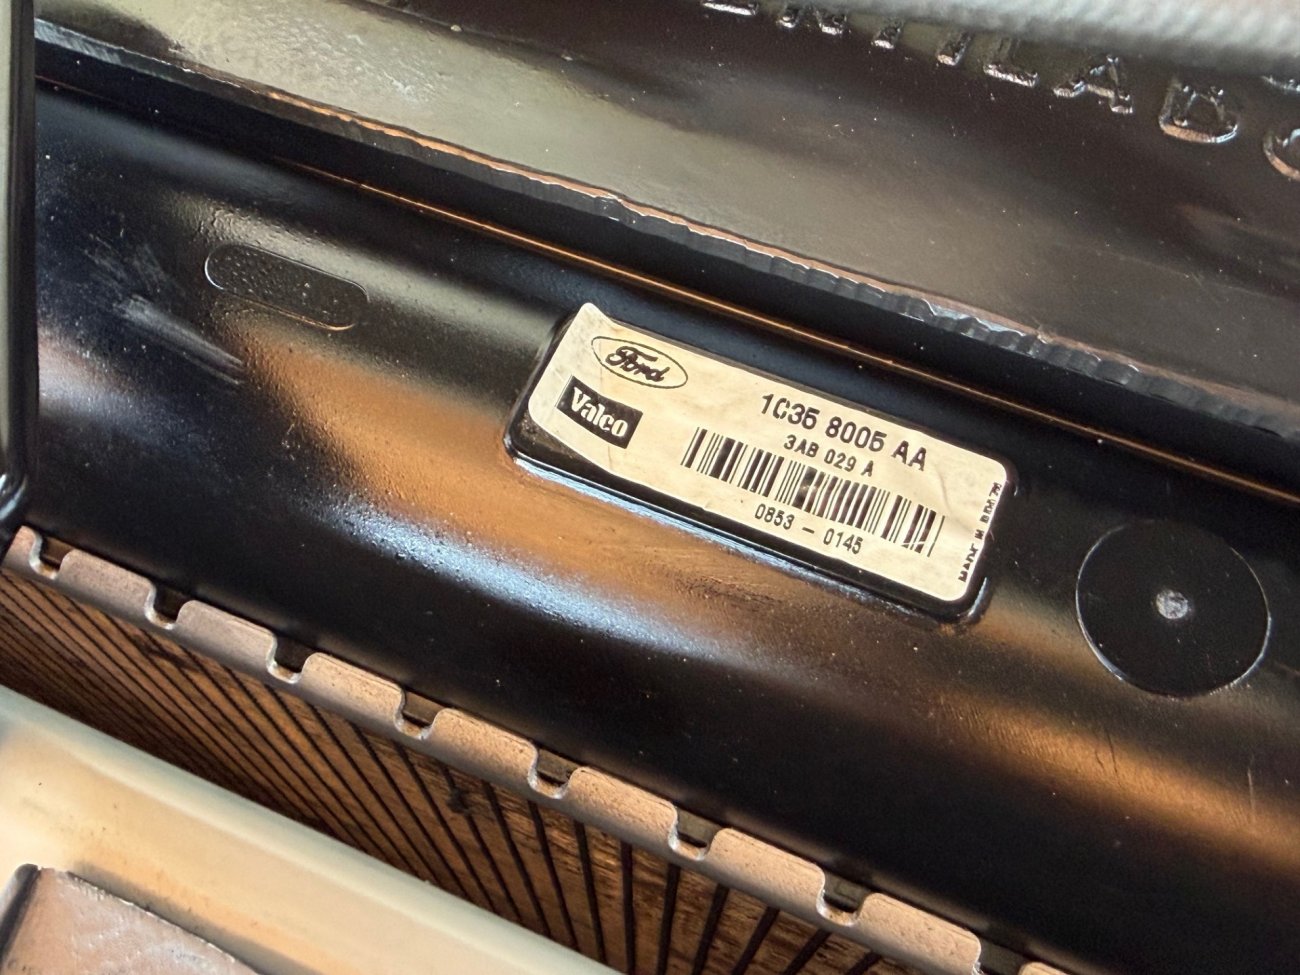 Ford
Valeo
1C35 8005 AA
3AB 029 A
0853 - 0145